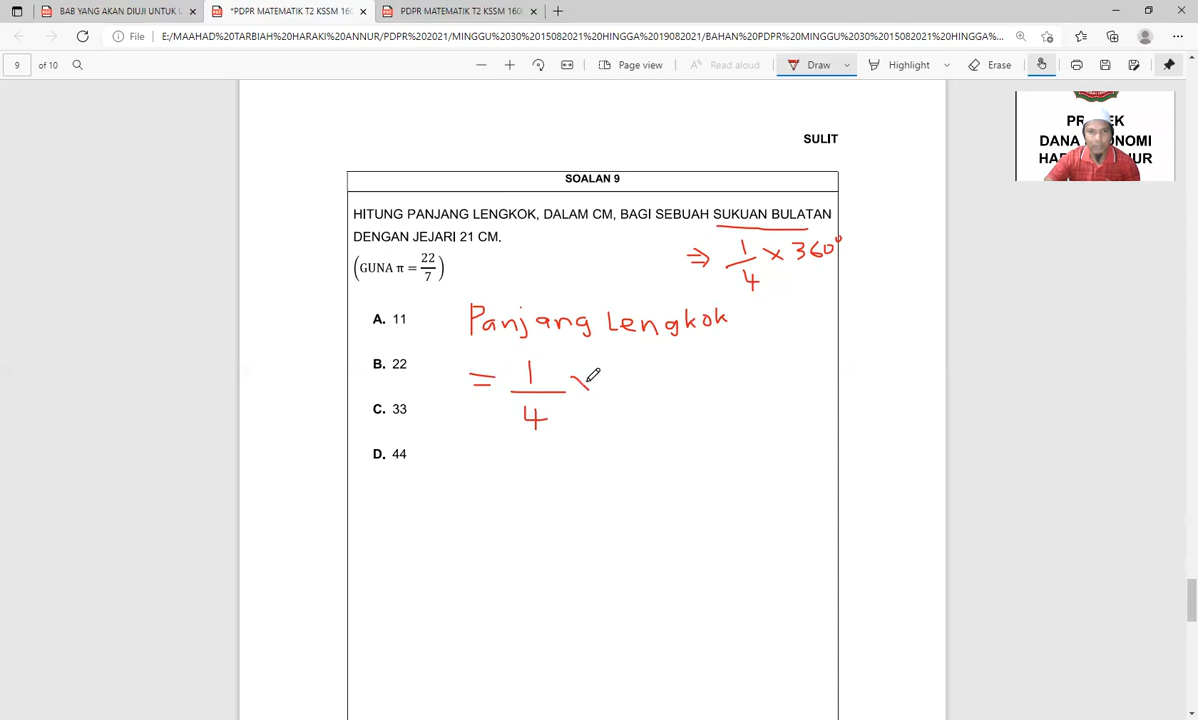 BAB YANG AKAN DIUJI UNTUK U
*PDPR MATEMATIK T2 KSSM 160
PDPR MATEMATIK T2 KSSM 160
File
E:/MAAHAD%20TARBIAH%20HARAKI%20ANNUR/PDPR%202021/MINGGU%2030%2015082021%20HINGGA%2019082021/BAHAN%20PDPR%20MINGGU%2030%2015082021%20HINGGA%...
9 of 10
Page view
Read aloud
Draw
Highlight
Erase
DANA
SULIT
SOALAN 9
HITUNG PANJANG LENGKOK, DALAM CM, BAGI SEBUAH SUKUAN BULATAN
DENGAN JEJARI 21 CM.
⇒ 1/4 × 360°
(GUNA π = 22/7)
A. 11
Panjang Lengkok
B. 22
= 1/4
C. 33
D. 44